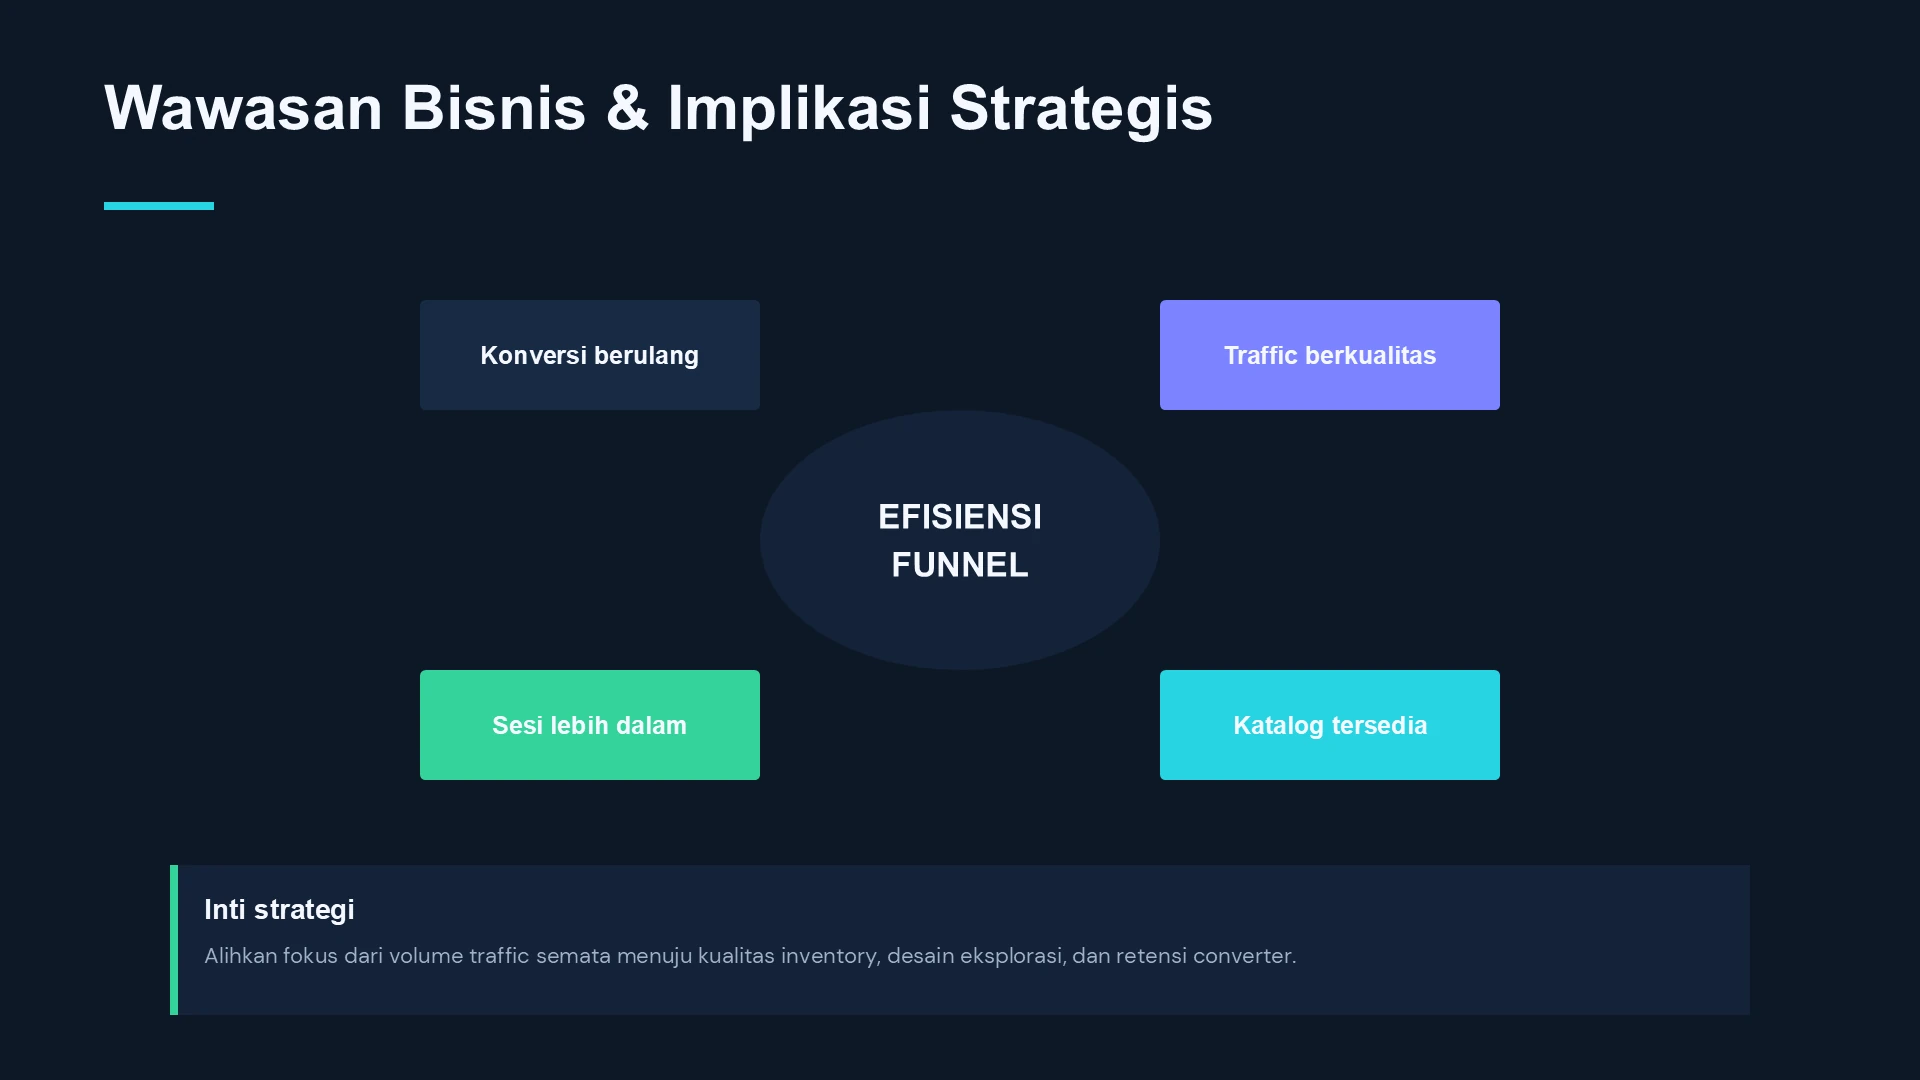 Wawasan Bisnis & Implikasi Strategis
Konversi berulang
Traffic berkualitas
EFISIENSI
FUNNEL
Sesi lebih dalam
Katalog tersedia
Inti strategi
Alihkan fokus dari volume traffic semata menuju kualitas inventory, desain eksplorasi, dan retensi converter.